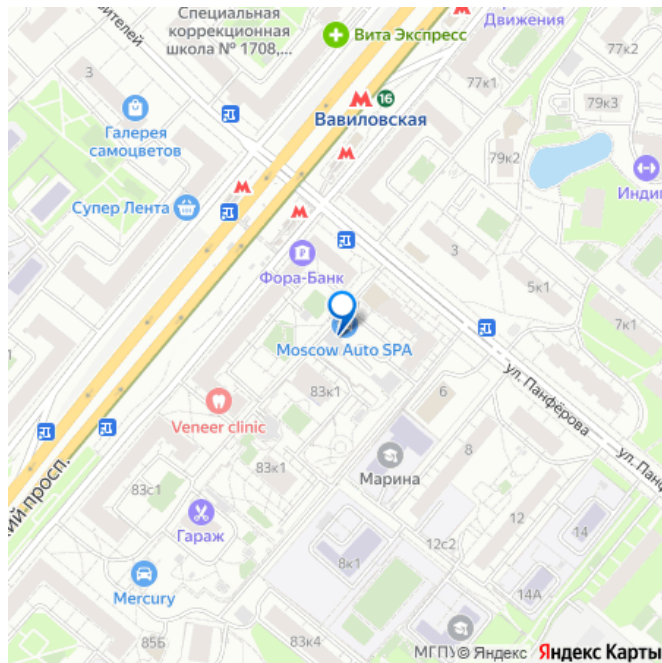 Специальная
коррекционная
школа № 1708,...
Вита Экспресс
Движения
77к2
3
77к1
79к3
16
Вавиловская
Галерея
самоцветов
79к2
Индиг
Супер Лента
Фора-Банк
3
5к1
7к1
Moscow Auto SPA
ул. Панфёрова
83к1
6
Veneer clinic
8
ул. Панф
83к1
Марина
83с1
кий просп.
Гараж
12
14
12с2
8к1
Mercury
14А
85Б
83к4
МГПУ
© Яндекс Яндекс Карты